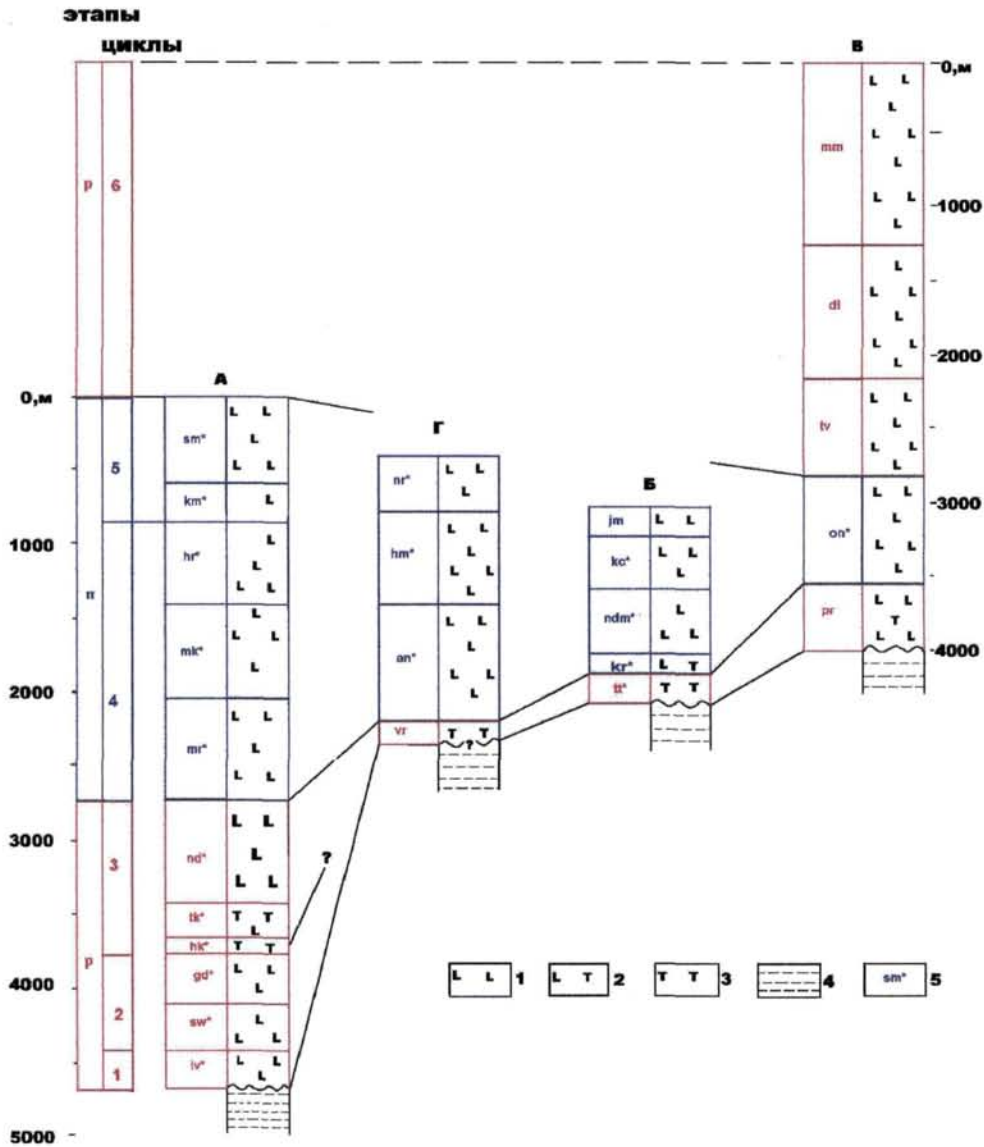 этапы
циклы
В
0,м
р
6
mm
1000
dl
2000
А
0,м
tv
Г
5
sm*
nr*
Б
3000
km*
jm
on*
1000
hr*
hm*
kc*
n
ndm*
pr
mk*
an*
kr*
4000
2000
4
tt*
mr*
vr
?
3000
3
nd*
?
tk*
hk*
р
gd*
L L 1
L T 2
T T 3
4
sm* 5
4000
2
sw*
1
iv*
5000